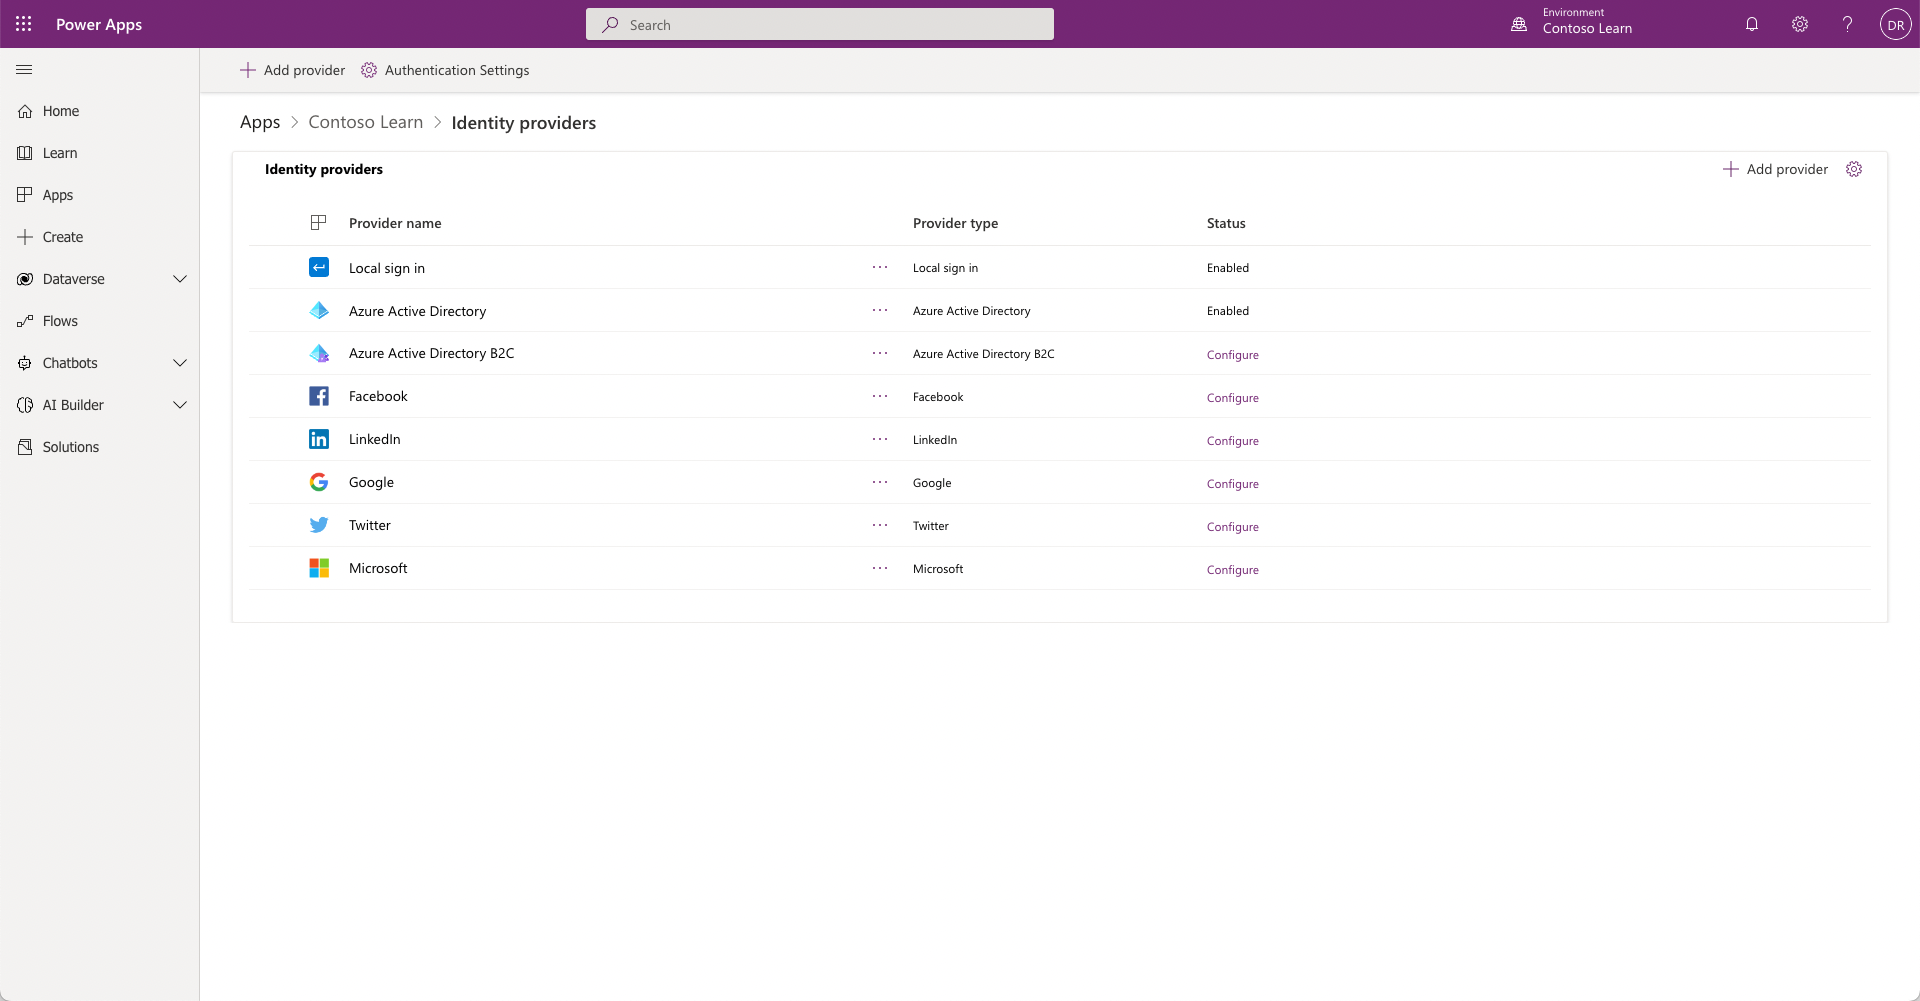 Power Apps
Search
Environment
Contoso Learn
DR
Add provider
Authentication Settings
Home
Learn
Apps
Create
Dataverse
Flows
Chatbots
AI Builder
Solutions
Apps > Contoso Learn > Identity providers
Identity providers
Add provider
Provider name Provider type Status
Local sign in ... Local sign in Enabled
Azure Active Directory ... Azure Active Directory Enabled
Azure Active Directory B2C ... Azure Active Directory B2C Configure
Facebook ... Facebook Configure
LinkedIn ... LinkedIn Configure
Google ... Google Configure
Twitter ... Twitter Configure
Microsoft ... Microsoft Configure